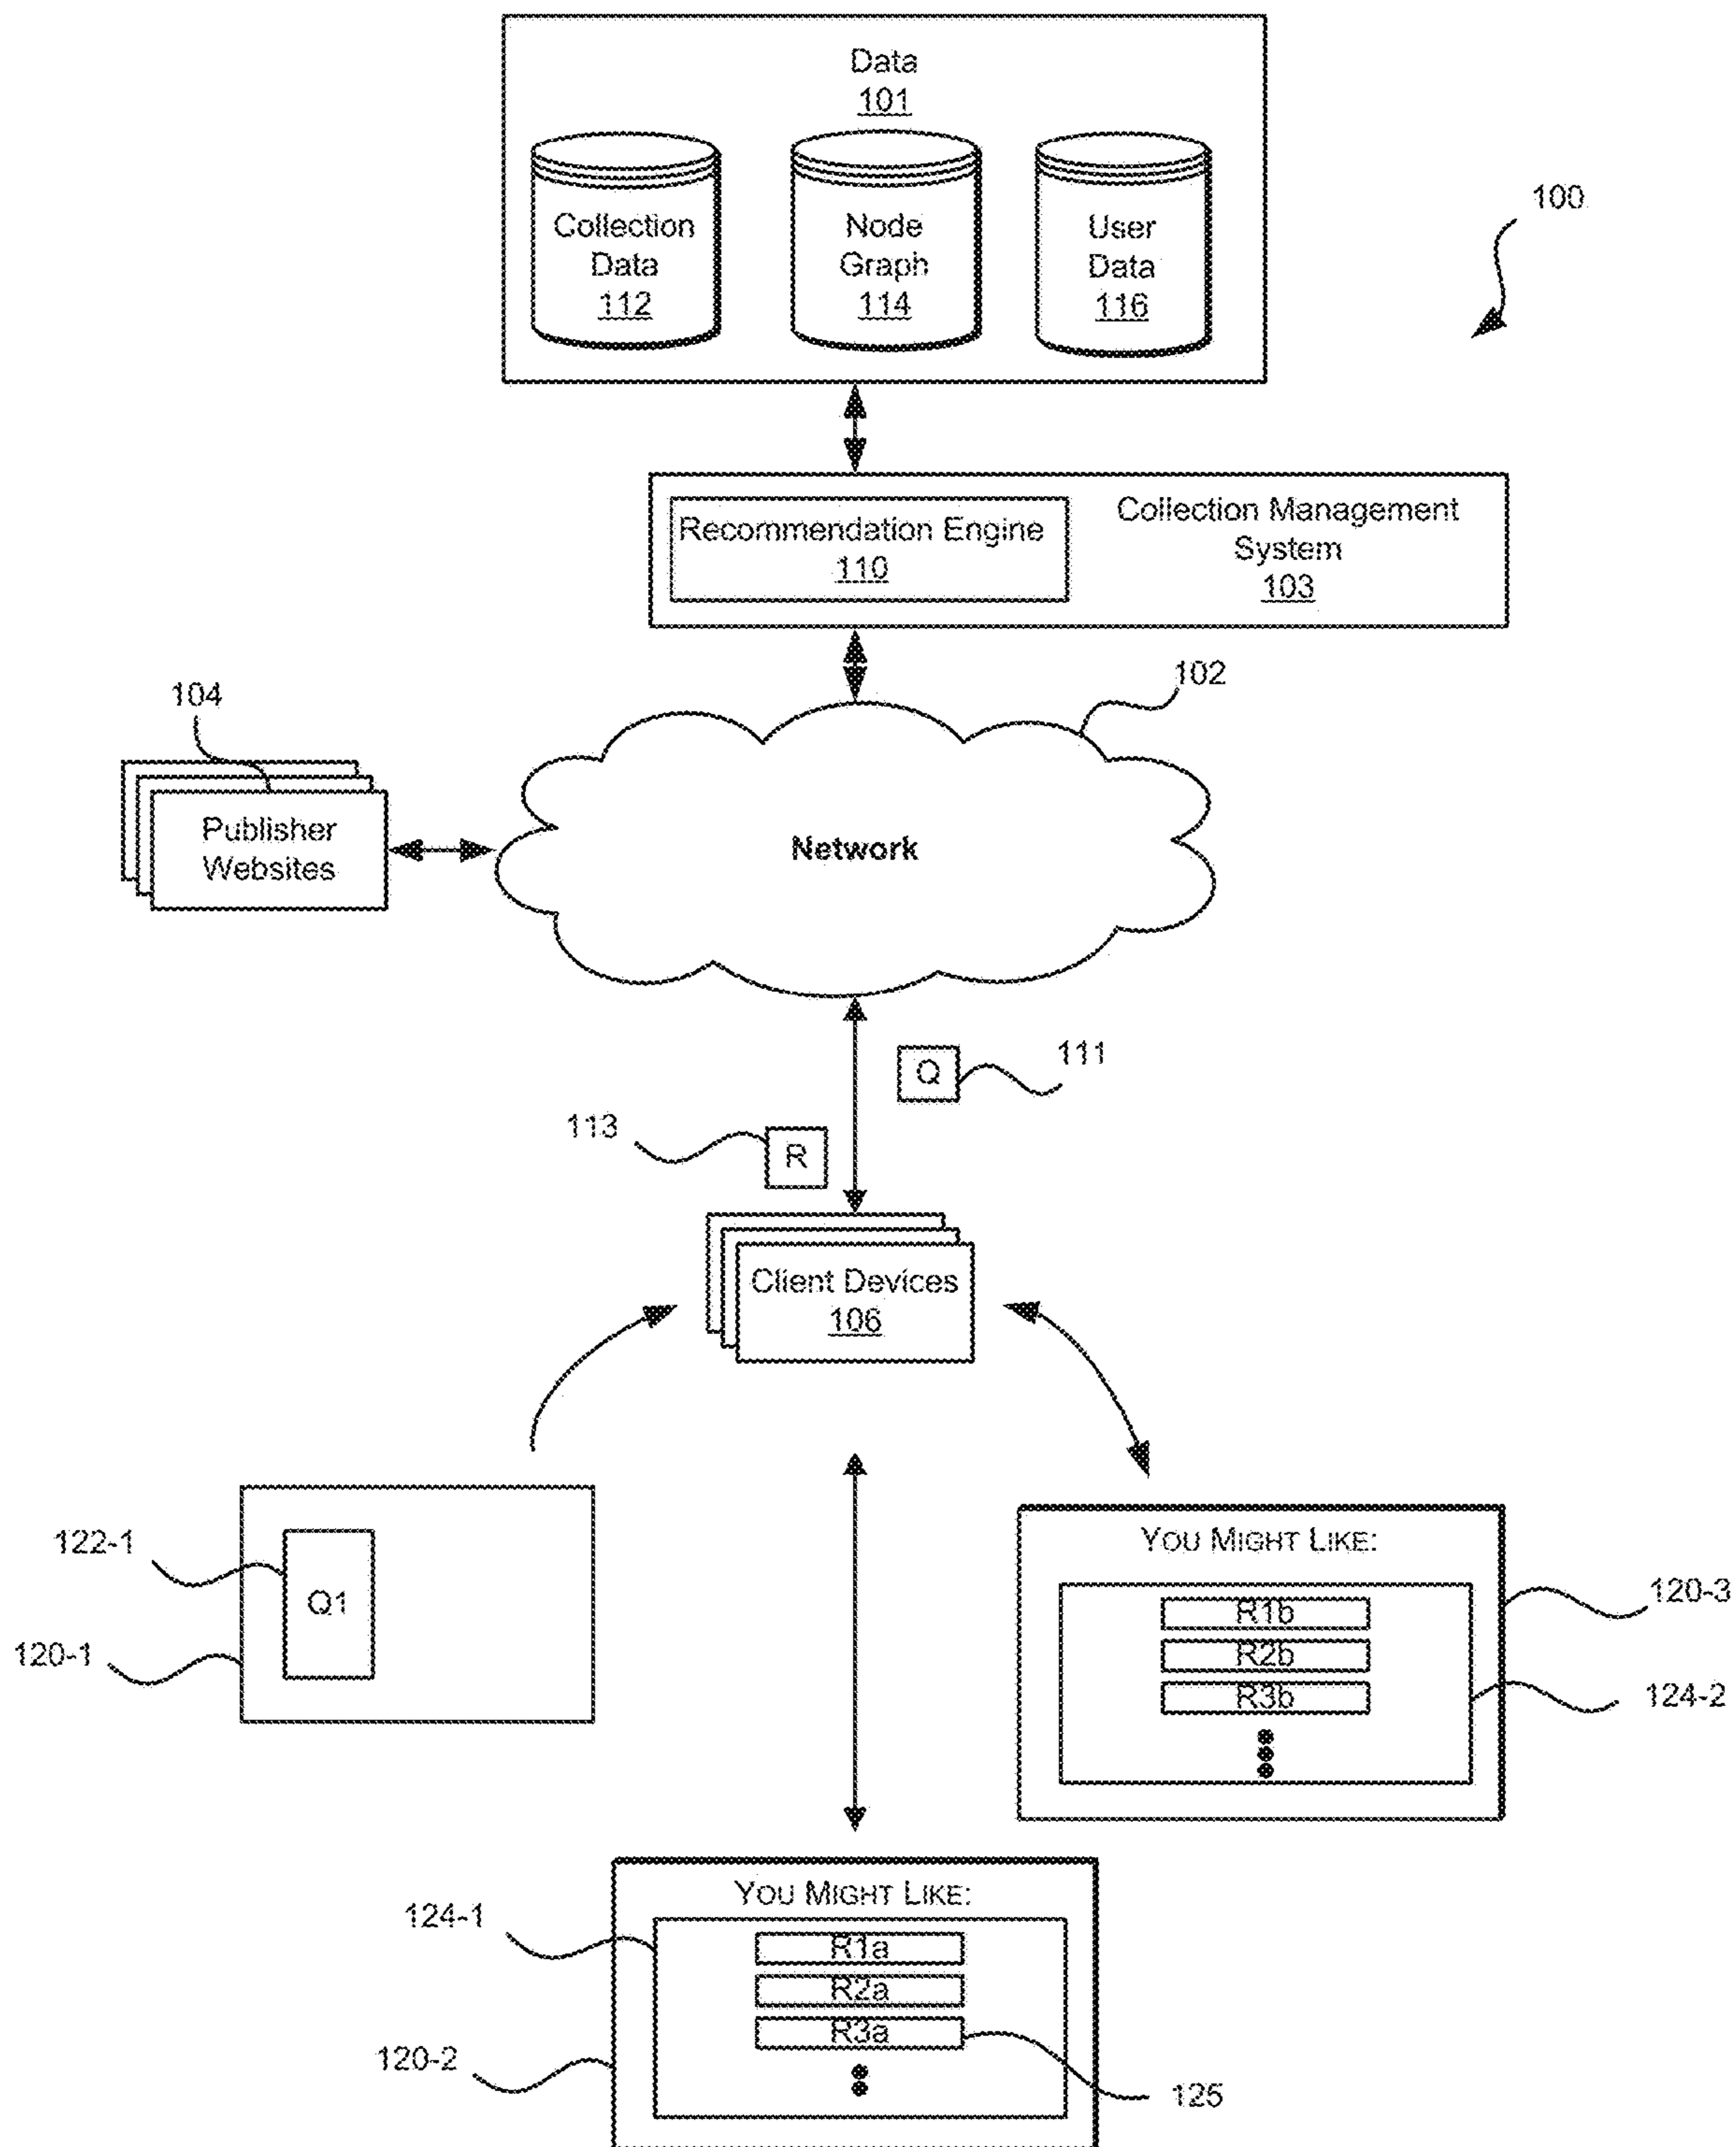 Data
101
Collection
Data
112
Node
Graph
114
User
Data
116
100
Recommendation Engine
110
Collection Management
System
103
102
104
Publisher
Websites
Network
Q
111
113
R
Client Devices
106
122-1
Q1
120-1
YOU MIGHT LIKE:
R1b
R2b
R3b
120-3
124-2
YOU MIGHT LIKE:
124-1
R1a
R2a
R3a
120-2
125